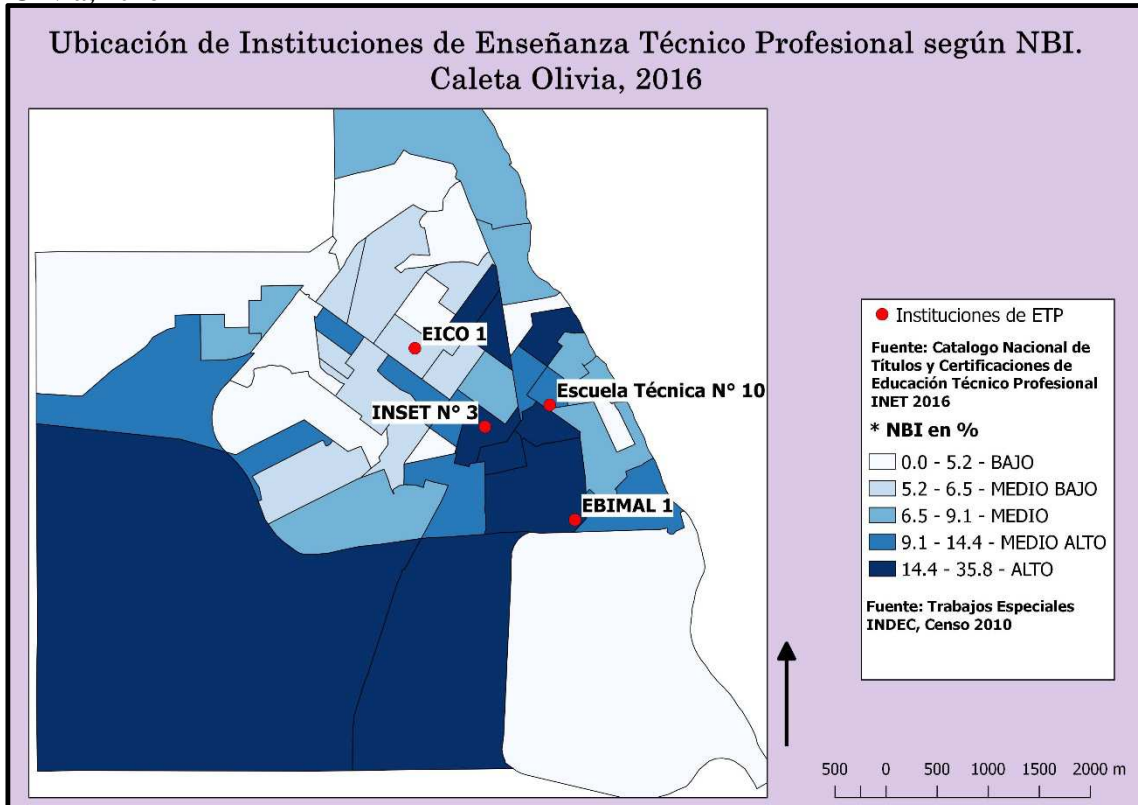 Ubicación de Instituciones de Enseñanza Técnico Profesional según NBI.
Caleta Olivia, 2016
EICO 1
Escuela Técnica N° 10
INSET N° 3
EBIMAL 1
Instituciones de ETP
Fuente: Catalogo Nacional de
Títulos y Certificaciones de
Educación Técnico Profesional
INET 2016
* NBI en %
0.0 - 5.2 - BAJO
5.2 - 6.5 - MEDIO BAJO
6.5 - 9.1 - MEDIO
9.1 - 14.4 - MEDIO ALTO
14.4 - 35.8 - ALTO
Fuente: Trabajos Especiales
INDEC, Censo 2010
500 0 500 1000 1500 2000 m